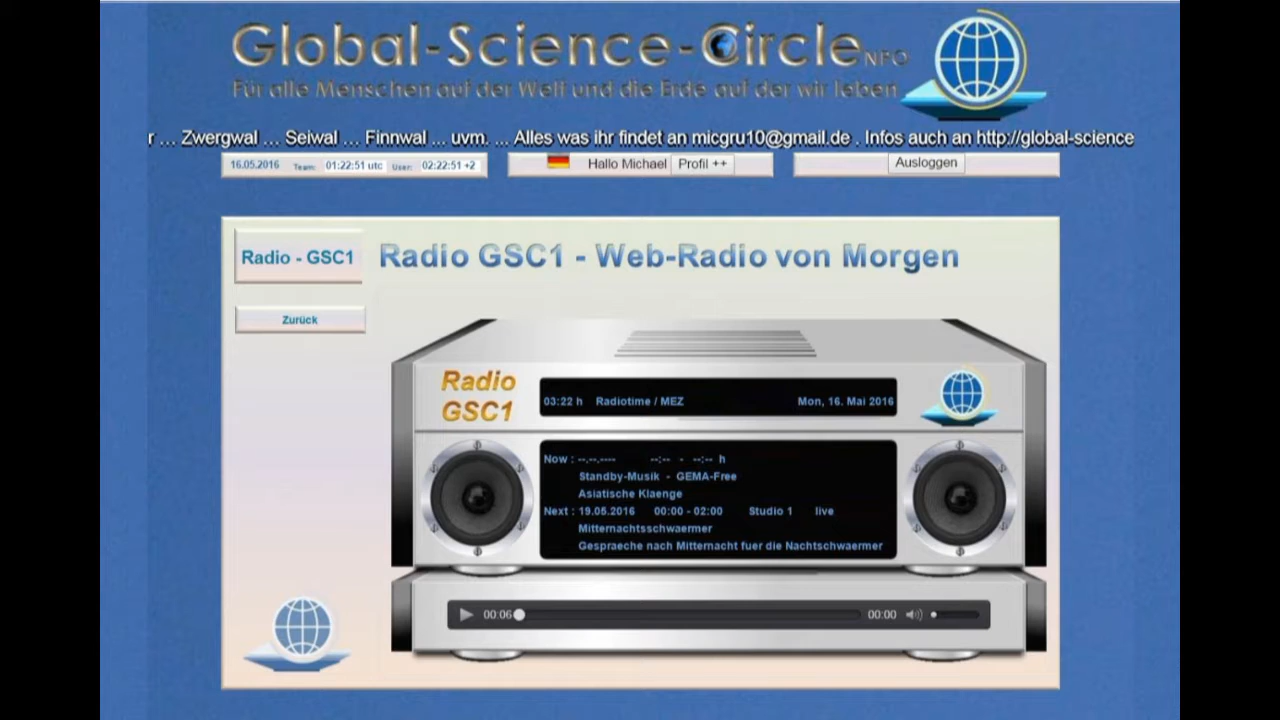 Global-Science-Circle NPO
Für alle Menschen auf der Welt und die Erde auf der wir leben
r ... Zwergwal ... Seiwal ... Finnwal ... uvm. ... Alles was ihr findet an micgru10@gmail.de . Infos auch an http://global-science
16.05.2016 Team: 01:22:51 utc User: 02:22:51 +2 Hallo Michael Profil ++ Ausloggen
Radio - GSC1 Radio GSC1 - Web-Radio von Morgen
Zurück
Radio
GSC1
03:22 h Radiotime / MEZ Mon, 16. Mai 2016
Now : --.--.---- --:-- - --:-- h
Standby-Musik - GEMA-Free
Asiatische Klaenge
Next : 19.05.2016 00:00 - 02:00 Studio 1 live
Mitternachtsschwaermer
Gespraeche nach Mitternacht fuer die Nachtschwaermer
00:06 00:00